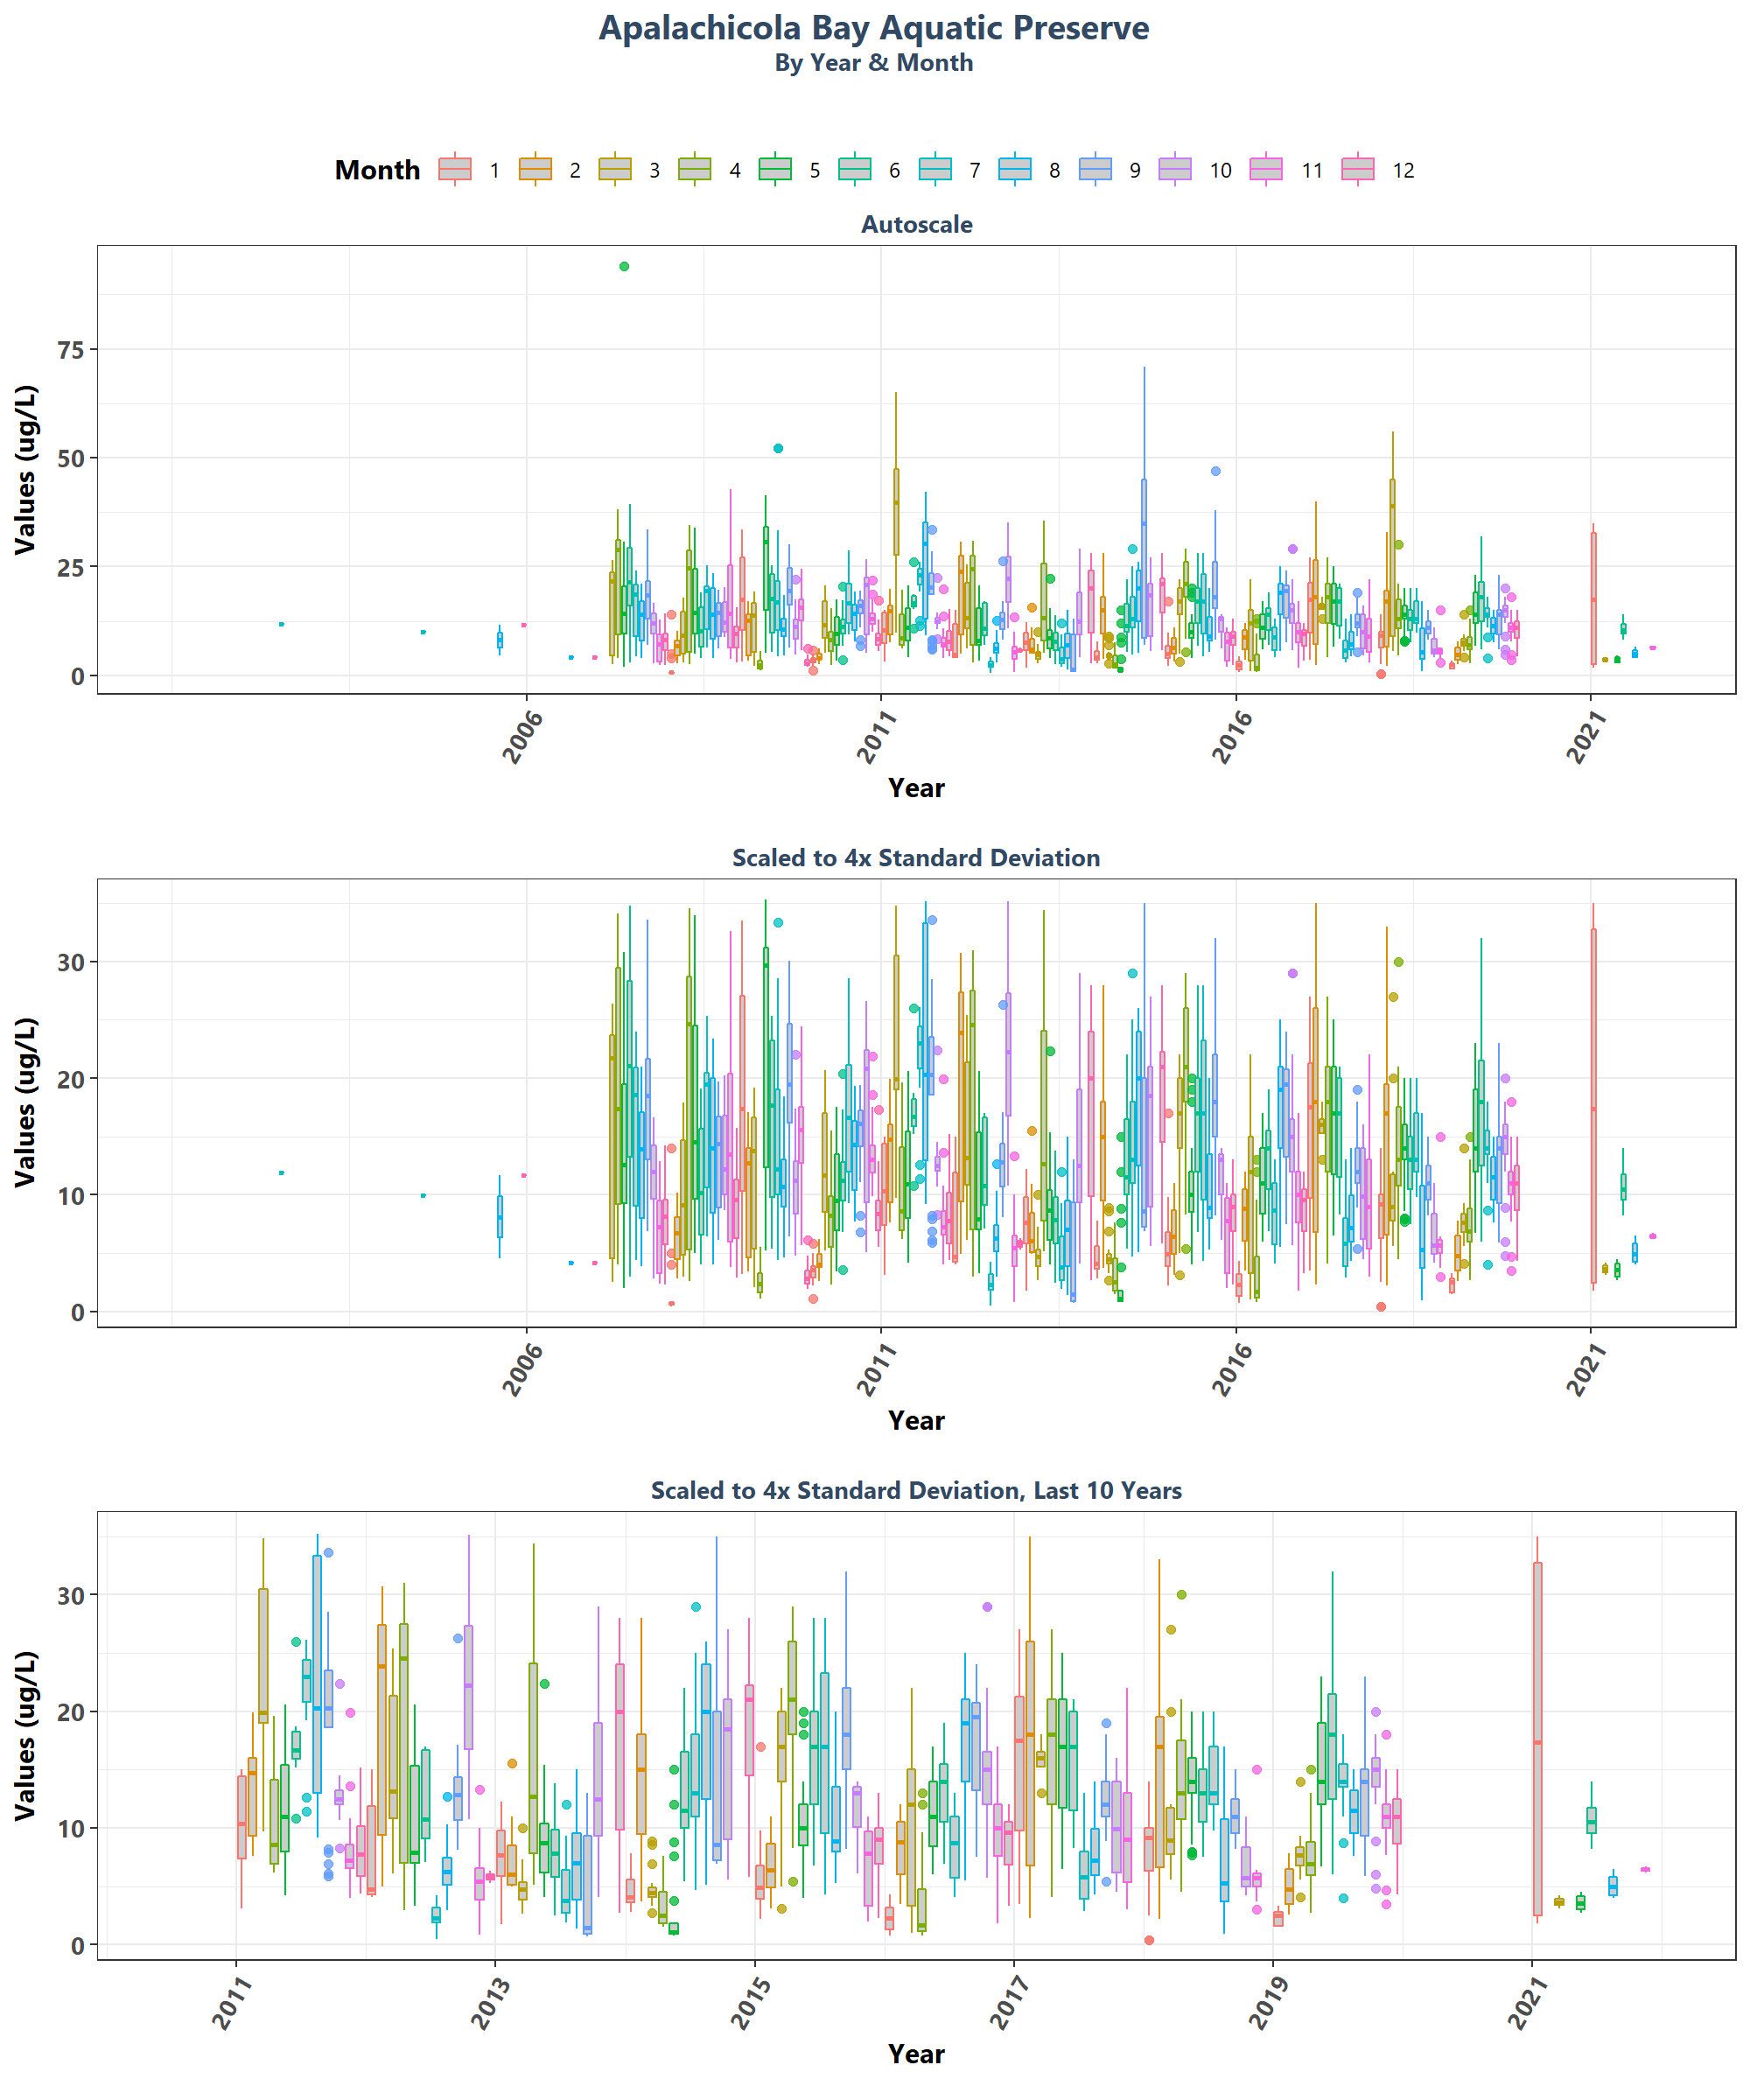 Apalachicola Bay Aquatic Preserve
By Year & Month
Month 1 2 3 4 5 6 7 8 9 10 11 12
Autoscale
Values (ug/L)
75
50
25
0
2006 2011 2016 2021
Year
Scaled to 4x Standard Deviation
Values (ug/L)
30
20
10
0
2006 2011 2016 2021
Year
Scaled to 4x Standard Deviation, Last 10 Years
Values (ug/L)
30
20
10
0
2011 2013 2015 2017 2019 2021
Year